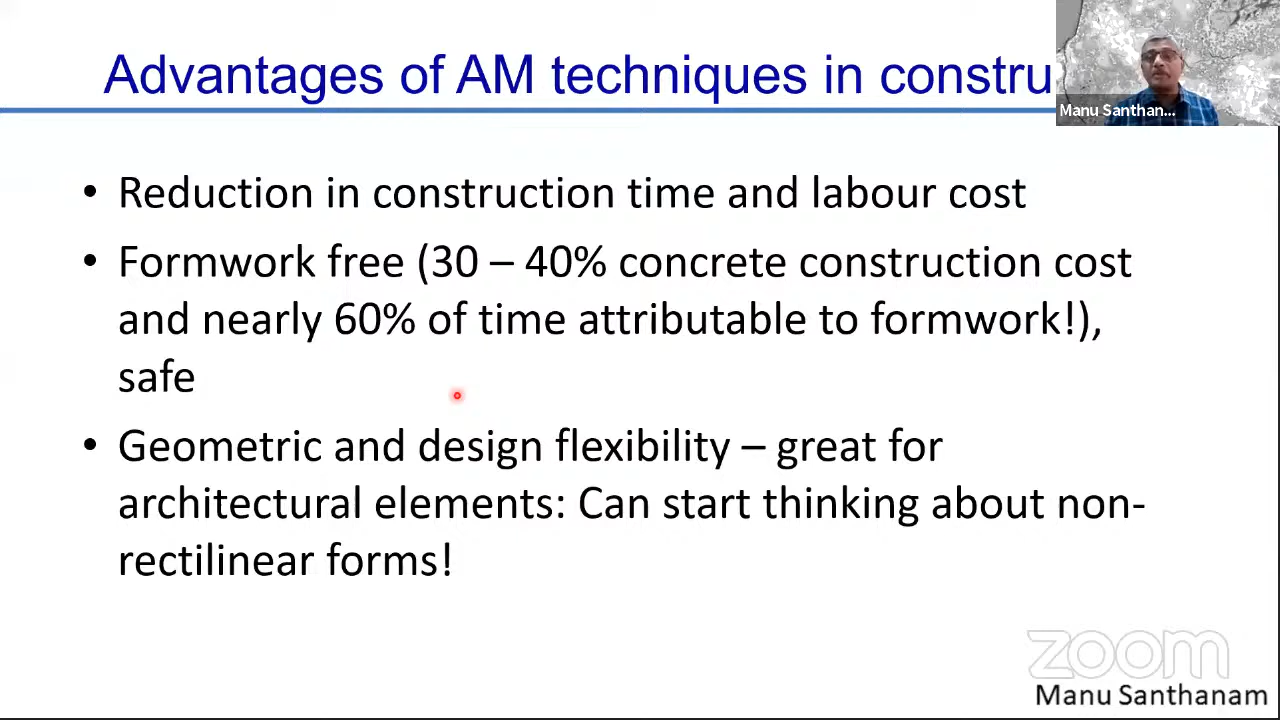 Advantages of AM techniques in constru
Manu Santhan...
• Reduction in construction time and labour cost
• Formwork free (30 – 40% concrete construction cost
and nearly 60% of time attributable to formwork!),
safe
• Geometric and design flexibility – great for
architectural elements: Can start thinking about non-
rectilinear forms!
zoom
Manu Santhanam